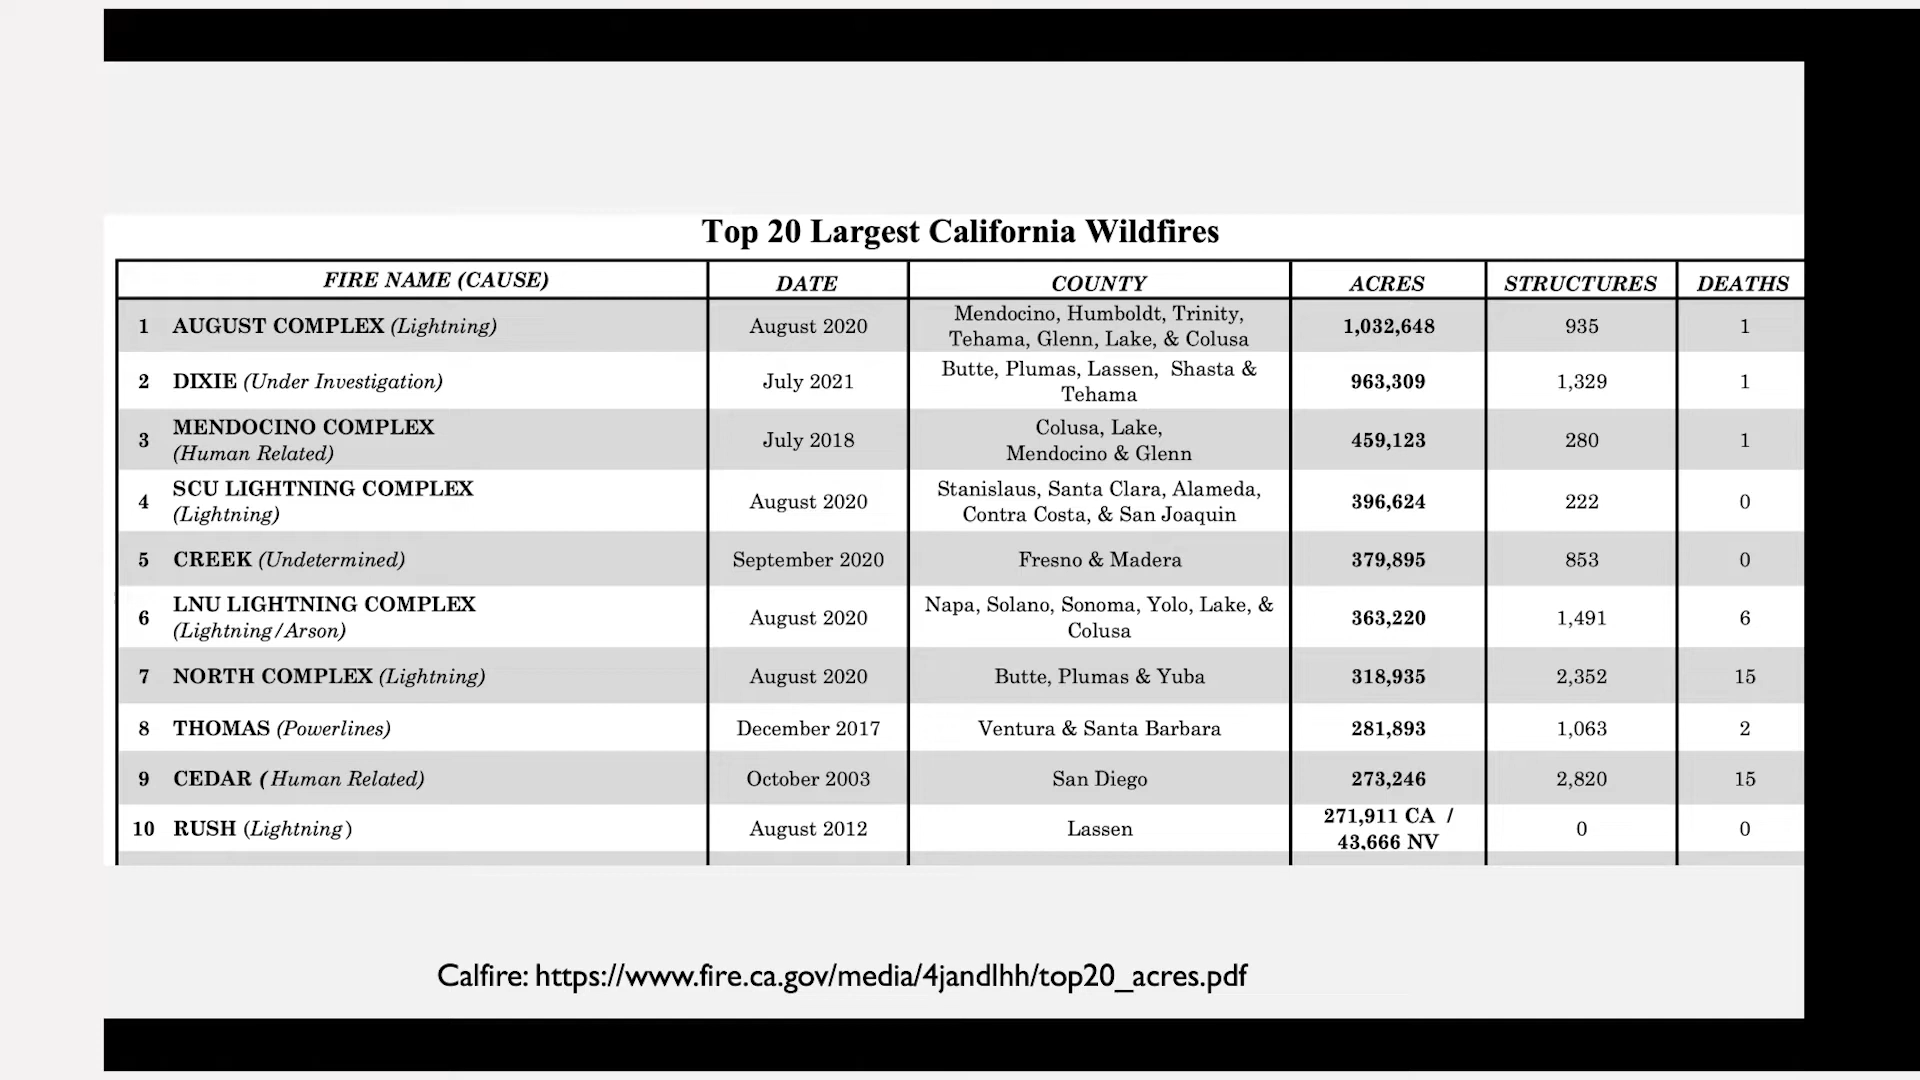 Top 20 Largest California Wildfires
FIRE NAME (CAUSE) DATE COUNTY ACRES STRUCTURES DEATHS
1 AUGUST COMPLEX (Lightning) August 2020 Mendocino, Humboldt, Trinity,
Tehama, Glenn, Lake, & Colusa 1,032,648 935 1
2 DIXIE (Under Investigation) July 2021 Butte, Plumas, Lassen, Shasta &
Tehama 963,309 1,329 1
3 MENDOCINO COMPLEX
(Human Related) July 2018 Colusa, Lake,
Mendocino & Glenn 459,123 280 1
4 SCU LIGHTNING COMPLEX
(Lightning) August 2020 Stanislaus, Santa Clara, Alameda,
Contra Costa, & San Joaquin 396,624 222 0
5 CREEK (Undetermined) September 2020 Fresno & Madera 379,895 853 0
6 LNU LIGHTNING COMPLEX
(Lightning/Arson) August 2020 Napa, Solano, Sonoma, Yolo, Lake, &
Colusa 363,220 1,491 6
7 NORTH COMPLEX (Lightning) August 2020 Butte, Plumas & Yuba 318,935 2,352 15
8 THOMAS (Powerlines) December 2017 Ventura & Santa Barbara 281,893 1,063 2
9 CEDAR (Human Related) October 2003 San Diego 273,246 2,820 15
10 RUSH (Lightning) August 2012 Lassen 271,911 CA /
43,666 NV 0 0
Calfire: https://www.fire.ca.gov/media/4jandlhh/top20_acres.pdf